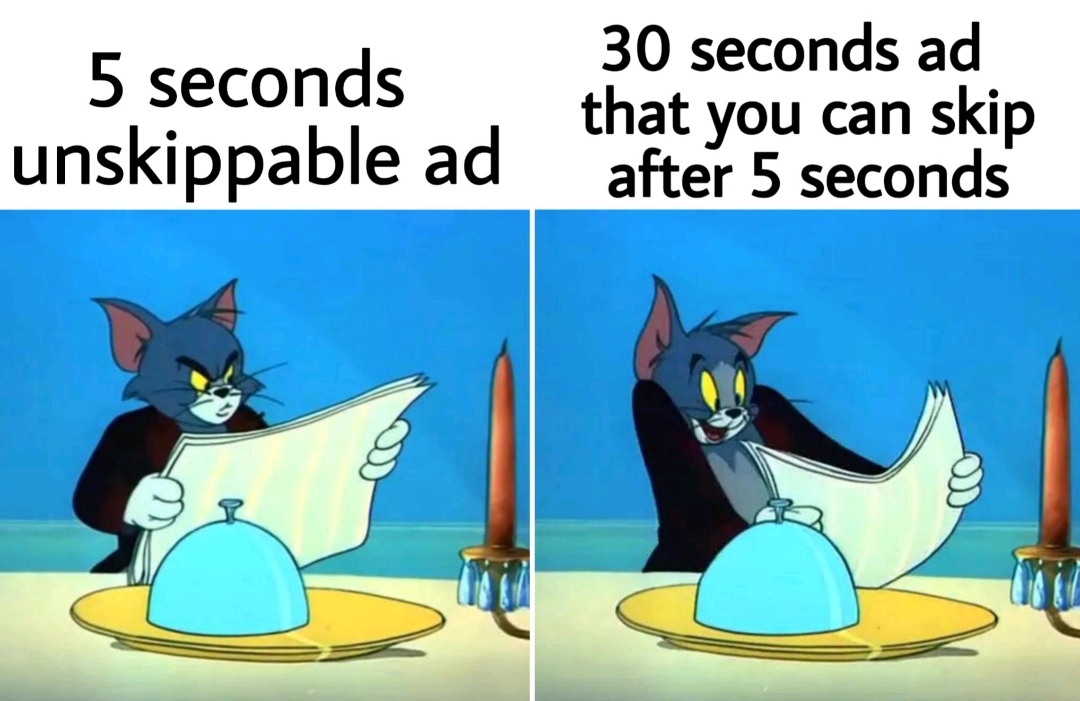 5 seconds
unskippable ad
30 seconds ad
that you can skip
after 5 seconds